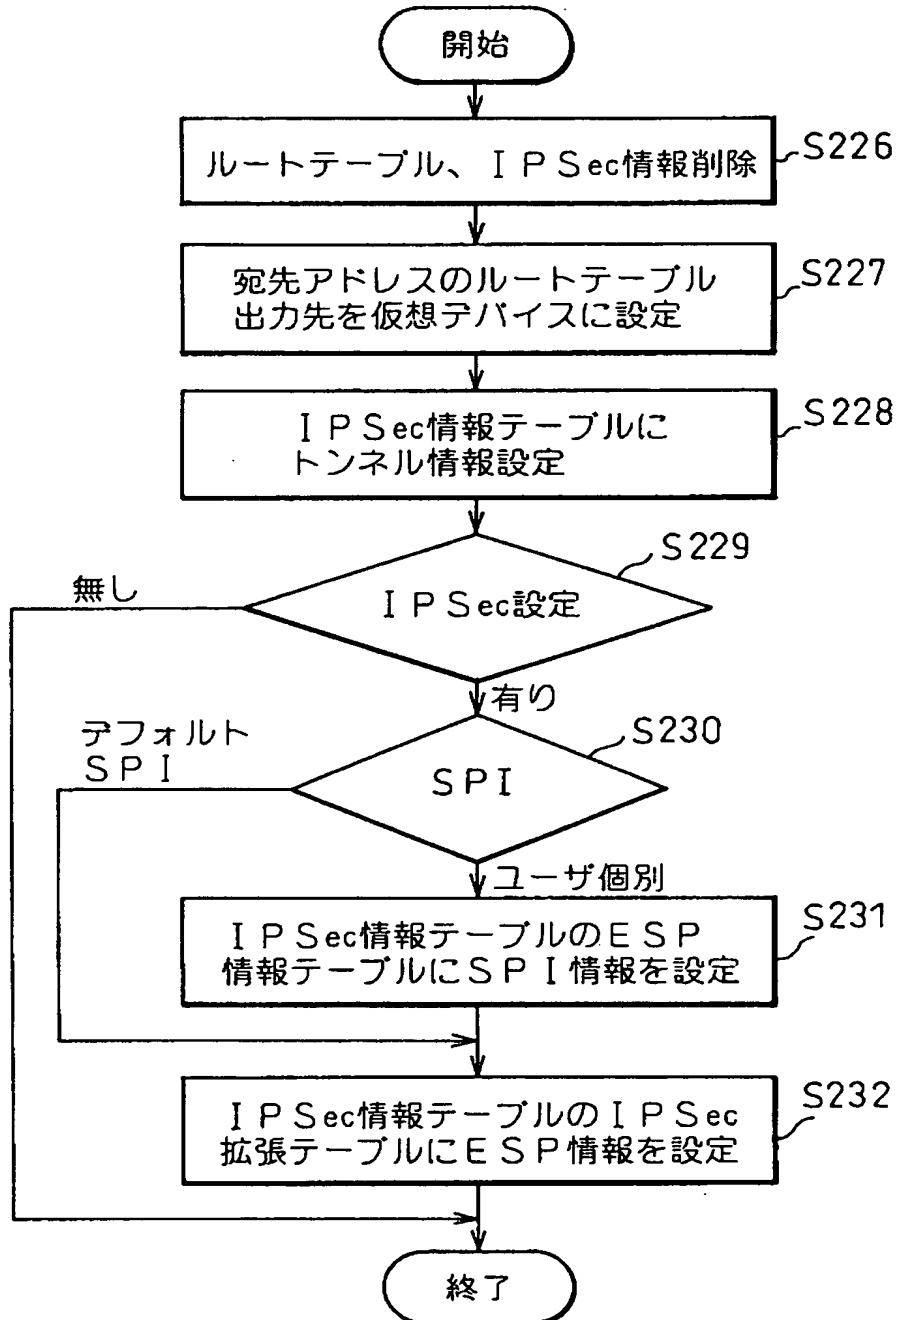 開始
ルートテーブル、ＩＰＳec情報削除
S226
宛先アドレスのルートテーブル
出力先を仮想デバイスに設定
S227
ＩＰＳec情報テーブルに
トンネル情報設定
S228
ＩＰＳec設定
S229
無し
有り
ＳＰＩ
S230
デフォルト
ＳＰＩ
ユーザ個別
ＩＰＳec情報テーブルのＥＳＰ
情報テーブルにＳＰＩ情報を設定
S231
ＩＰＳec情報テーブルのＩＰＳec
拡張テーブルにＥＳＰ情報を設定
S232
終了